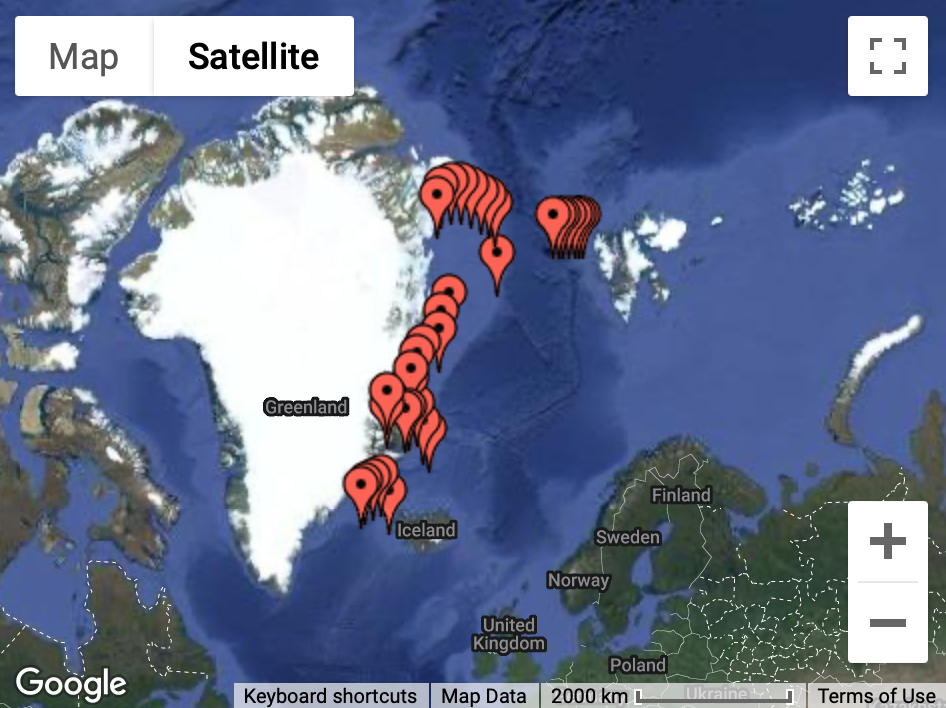 Map
Satellite
Greenland
Iceland
Finland
Sweden
Norway
United
Kingdom
Poland
Ukraine
Google
Keyboard shortcuts
Map Data
2000 km
Terms of Use